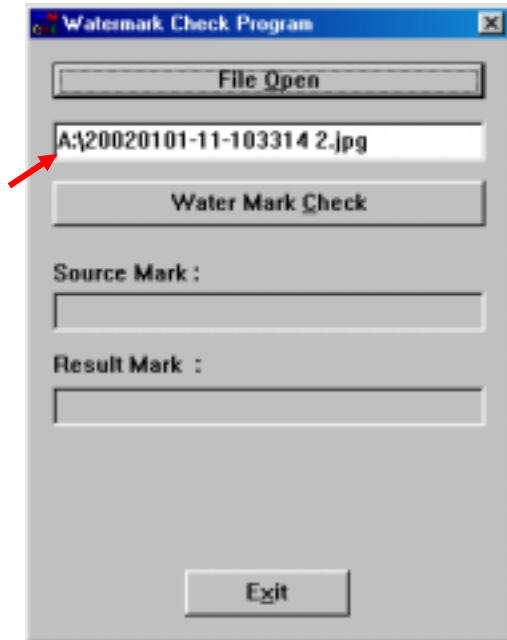 Watermark Check Program
File Open
A:\20020101-11-103314 2.jpg
Water Mark Check
Source Mark :
Result Mark :
Exit